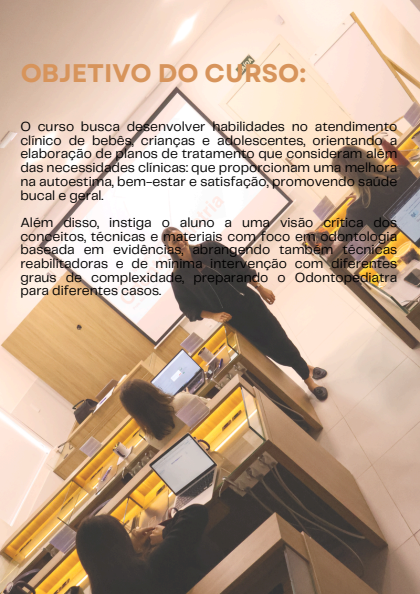 OBJETIVO DO CURSO:
O curso busca desenvolver habilidades no atendimento
clínico de bebês, crianças e adolescentes, orientando a
elaboração de planos de tratamento que consideram além
das necessidades clínicas: que proporcionam uma melhora
na autoestima, bem-estar e satisfação, promovendo saúde
bucal e geral.
Além disso, instiga o aluno a uma visão crítica dos
conceitos, técnicas e materiais com foco em odontologia
baseada em evidências, abrangendo também técnicas
reabilitadoras e de mínima intervenção com diferentes
graus de complexidade, preparando o Odontopediatra
para diferentes casos.